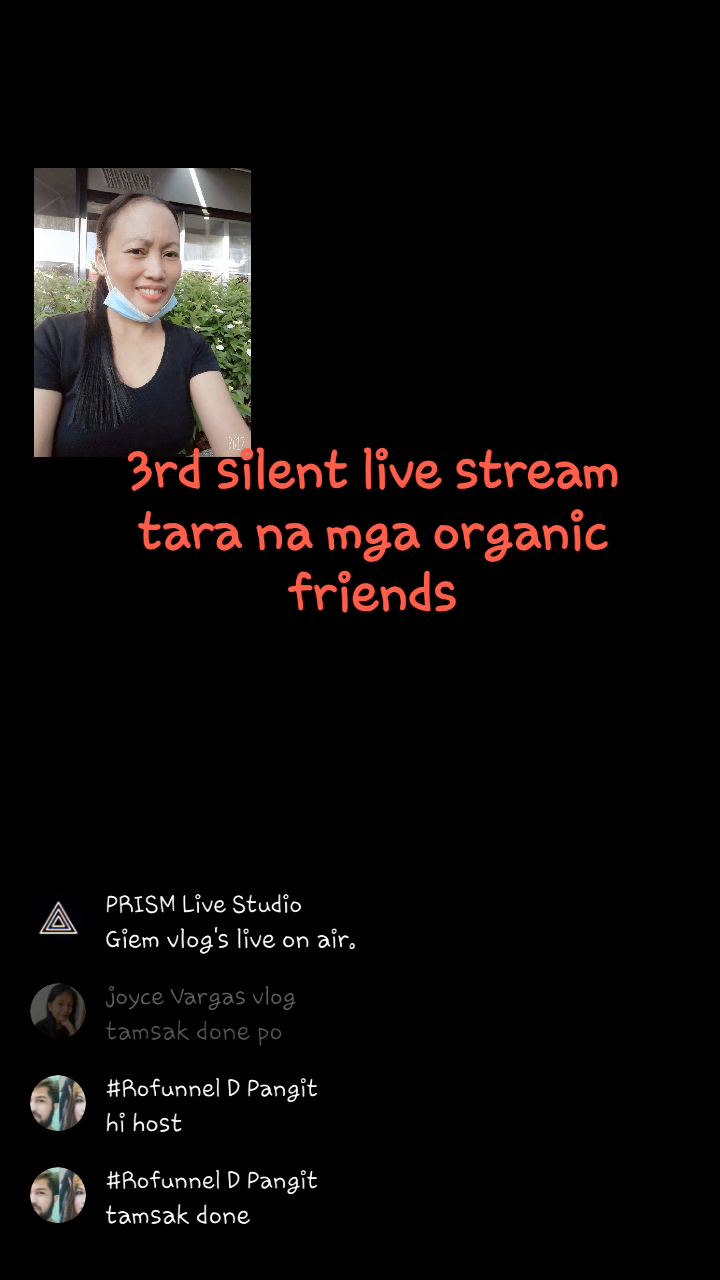 3rd silent live stream
tara na mga organic
friends
PRISM Live Studio
Giem vlog's live on air.
joyce Vargas vlog
tamsak done po
#Rofunnel D Pangit
hi host
#Rofunnel D Pangit
tamsak done